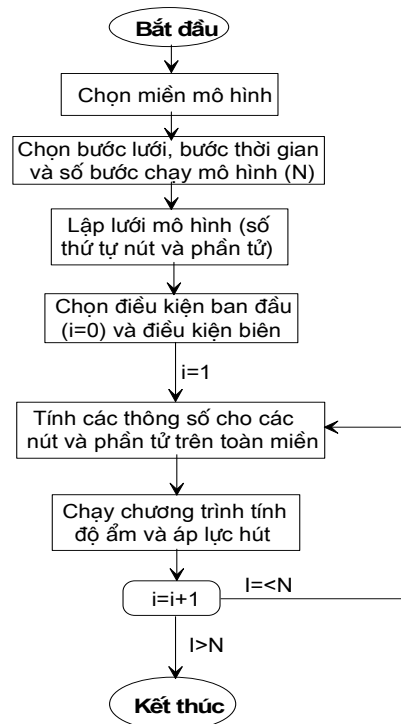 Bắt đầu
Chọn miền mô hình
Chọn bước lưới, bước thời gian
và số bước chạy mô hình (N)
Lập lưới mô hình (số
thứ tự nút và phần tử)
Chọn điều kiện ban đầu
(i=0) và điều kiện biên
i=1
Tính các thông số cho các
nút và phần tử trên toàn miền
Chạy chương trình tính
độ ẩm và áp lực hút
i=i+1
I=<N
I>N
Kết thúc